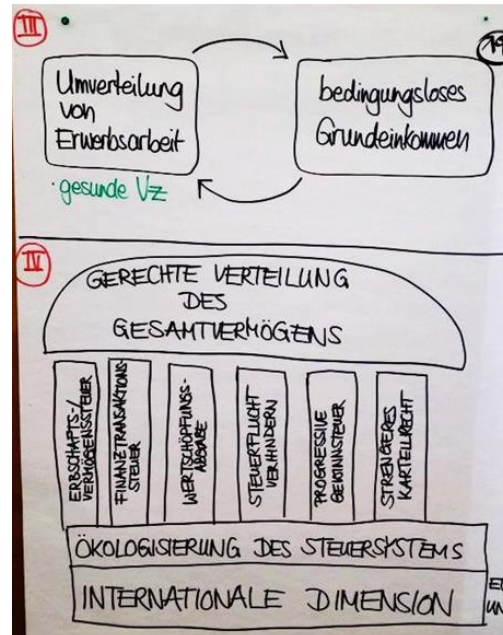 III
Umverteilung
von
Erwerbsarbeit
bedingungsloses
Grundeinkommen
· gesunde Vz
IV
GERECHTE VERTEILUNG
DES
GESAMTVERMÖGENS
ERBSCHAFTS-/
VERMÖGENSSTEUER
FINANZTRANSAKTIONS-
STEUER
WERTSCHÖPFUNGS-
ABGABE
STEUERFLUCHT
VERHINDERN
PROGRESSIVE
GEWINNSTEUER
STRENGERES
KARTELLRECHT
ÖKOLOGISIERUNG DES STEUERSYSTEMS
INTERNATIONALE DIMENSION